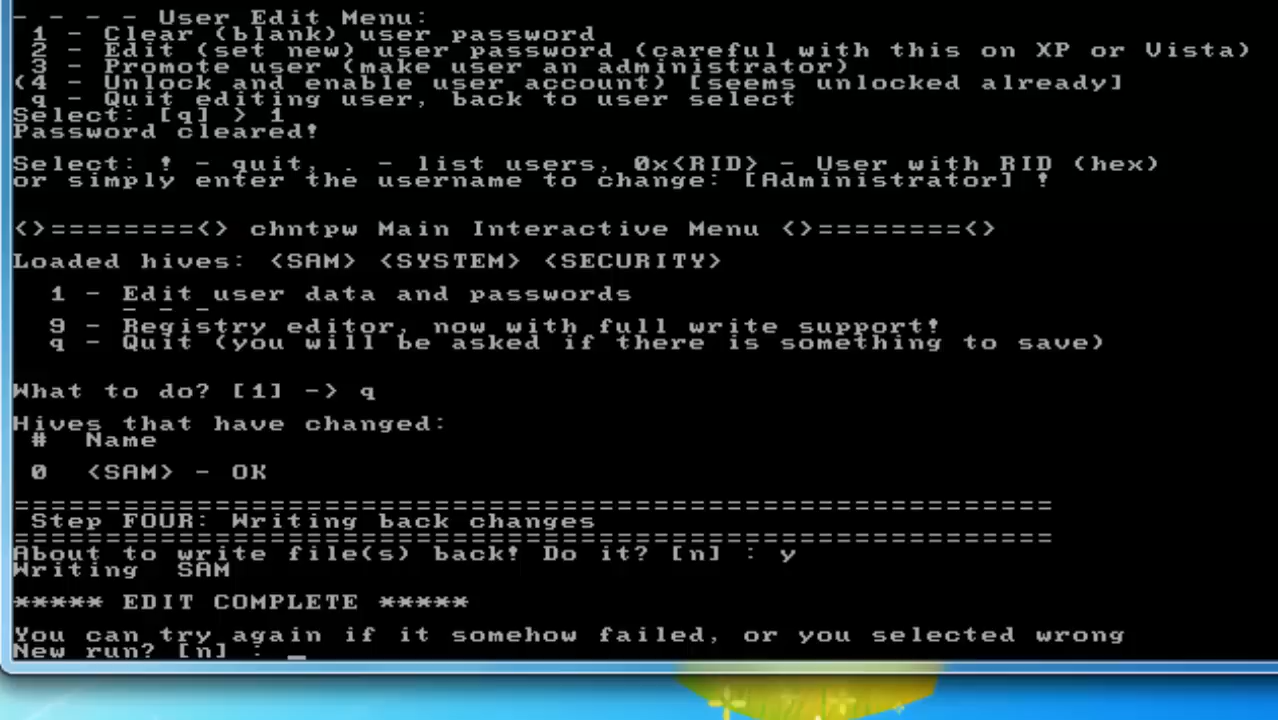 - - - - User Edit Menu:
1 - Clear (blank) user password
2 - Edit (set new) user password (careful with this on XP or Vista)
3 - Promote user (make user an administrator)
(4 - Unlock and enable user account) [seems unlocked already]
q - Quit editing user, back to user select
Select: [q] > 1
Password cleared!
Select: ! - quit, . - list users, 0x<RID> - User with RID (hex)
or simply enter the username to change: [Administrator] !
<>========<> chntpw Main Interactive Menu <>========<>
Loaded hives: <SAM> <SYSTEM> <SECURITY>
1 - Edit user data and passwords
- - -
9 - Registry editor, now with full write support!
q - Quit (you will be asked if there is something to save)
What to do? [1] -> q
Hives that have changed:
# Name
0 <SAM> - OK
=========================================================
Step FOUR: Writing back changes
=========================================================
About to write file(s) back! Do it? [n] : y
Writing SAM
***** EDIT COMPLETE *****
You can try again if it somehow failed, or you selected wrong
New run? [n] : _